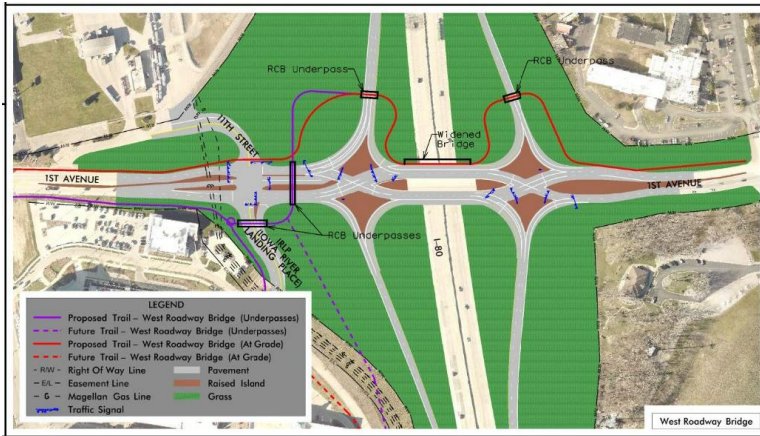 RCB Underpass
RCB Underpass
11TH STREET
Widened
Bridge
1ST AVENUE
1ST AVENUE
I-80
RCB Underpasses
IRLP
(IOWA RIVER
LANDING PLACE)
LEGEND
Proposed Trail – West Roadway Bridge (Underpasses)
Future Trail – West Roadway Bridge (Underpasses)
Proposed Trail – West Roadway Bridge (At Grade)
Future Trail – West Roadway Bridge (At Grade)
R/W Right Of Way Line Pavement
E/L Easement Line Raised Island
G Magellan Gas Line Grass
Traffic Signal
West Roadway Bridge